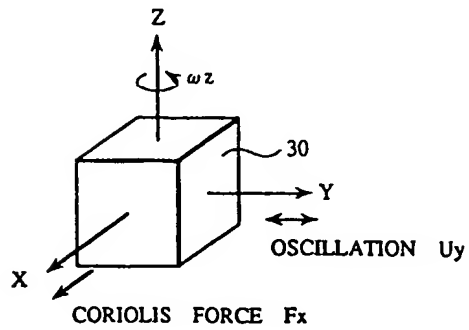 Z
ωz
30
Y
OSCILLATION Uy
X
CORIOLIS FORCE Fx